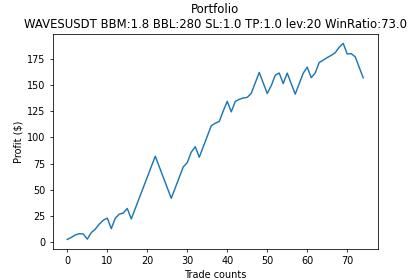 Portfolio
WAVESUSDT BBM:1.8 BBL:280 SL:1.0 TP:1.0 lev:20 WinRatio:73.0
175
150
125
100
75
50
25
0
Profit ($)
0 10 20 30 40 50 60 70
Trade counts